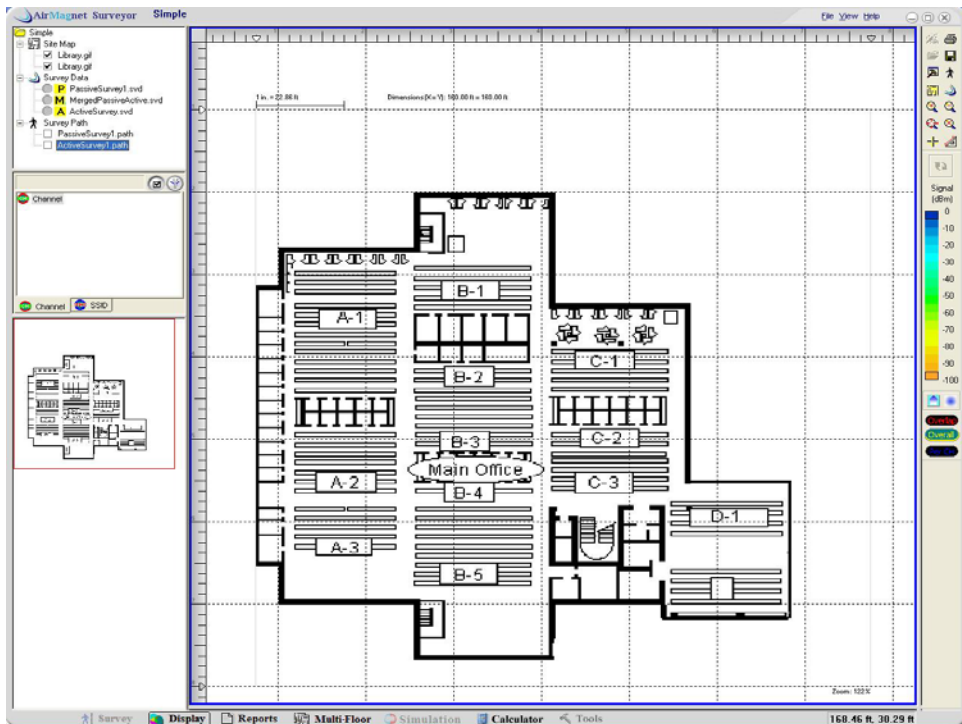 AirMagnet Surveyor Simple
File View Help
Simple
Site Map
Library.gif
Library.gif
Survey Data
P PassiveSurvey1.svd
M MergedPassiveActive.svd
A ActiveSurvey.svd
Survey Path
PassiveSurvey1.path
ActiveSurvey1.path
Channel
Channel SSID
1 in. = 22.86 ft
Dimensions(X x Y): 160.00 ft x 160.00 ft
B-1
A-1
C-1
B-2
C-2
B-3
Main Office
A-2
B-4
C-3
D-1
A-3
B-5
Zoom: 122%
Signal
(dBm)
0
-10
-20
-30
-40
-50
-60
-70
-80
-90
-100
Overlay
Overall
Survey Display Reports Multi-Floor Simulation Calculator Tools
168.46 ft, 30.29 ft